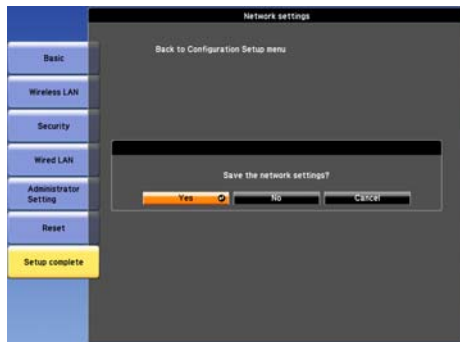 Network settings
Back to Configuration Setup menu
Basic
Wireless LAN
Security
Wired LAN
Administrator
Setting
Reset
Setup complete
Save the network settings?
Yes
No
Cancel